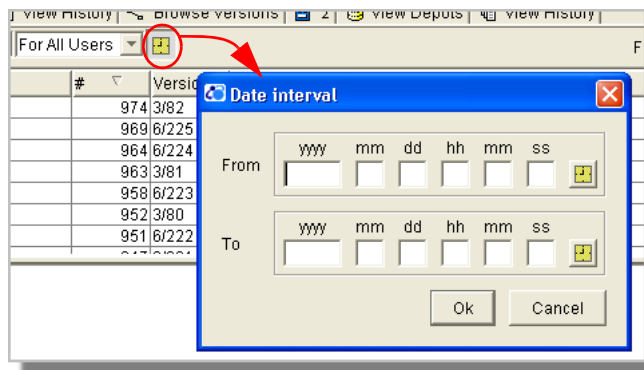 View History Browse versions 2 View Depots View History
For All Users F
# Versio
974 3/82
969 6/225
964 6/224
963 3/81
958 6/223
952 3/80
951 6/222
Date interval
yyyy mm dd hh mm ss
From
yyyy mm dd hh mm ss
To
Ok Cancel